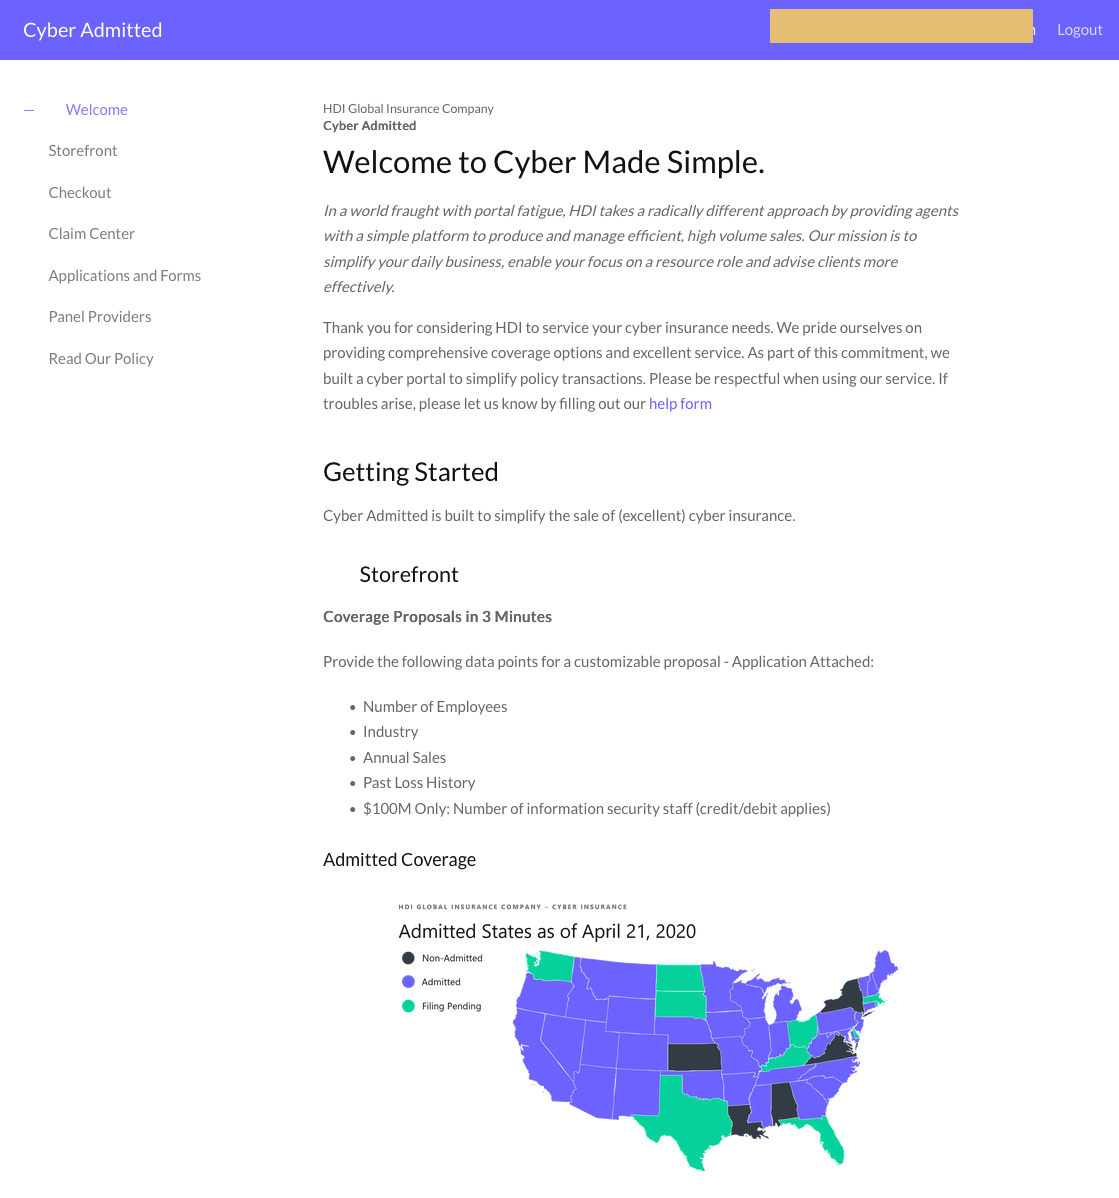 Cyber Admitted
Logout
— Welcome
Storefront
Checkout
Claim Center
Applications and Forms
Panel Providers
Read Our Policy
HDI Global Insurance Company
Cyber Admitted
Welcome to Cyber Made Simple.
In a world fraught with portal fatigue, HDI takes a radically different approach by providing agents
with a simple platform to produce and manage efficient, high volume sales. Our mission is to
simplify your daily business, enable your focus on a resource role and advise clients more
effectively.
Thank you for considering HDI to service your cyber insurance needs. We pride ourselves on
providing comprehensive coverage options and excellent service. As part of this commitment, we
built a cyber portal to simplify policy transactions. Please be respectful when using our service. If
troubles arise, please let us know by filling out our help form
Getting Started
Cyber Admitted is built to simplify the sale of (excellent) cyber insurance.
Storefront
Coverage Proposals in 3 Minutes
Provide the following data points for a customizable proposal - Application Attached:
• Number of Employees
• Industry
• Annual Sales
• Past Loss History
• $100M Only: Number of information security staff (credit/debit applies)
Admitted Coverage
HDI GLOBAL INSURANCE COMPANY – CYBER INSURANCE
Admitted States as of April 21, 2020
Non-Admitted
Admitted
Filing Pending